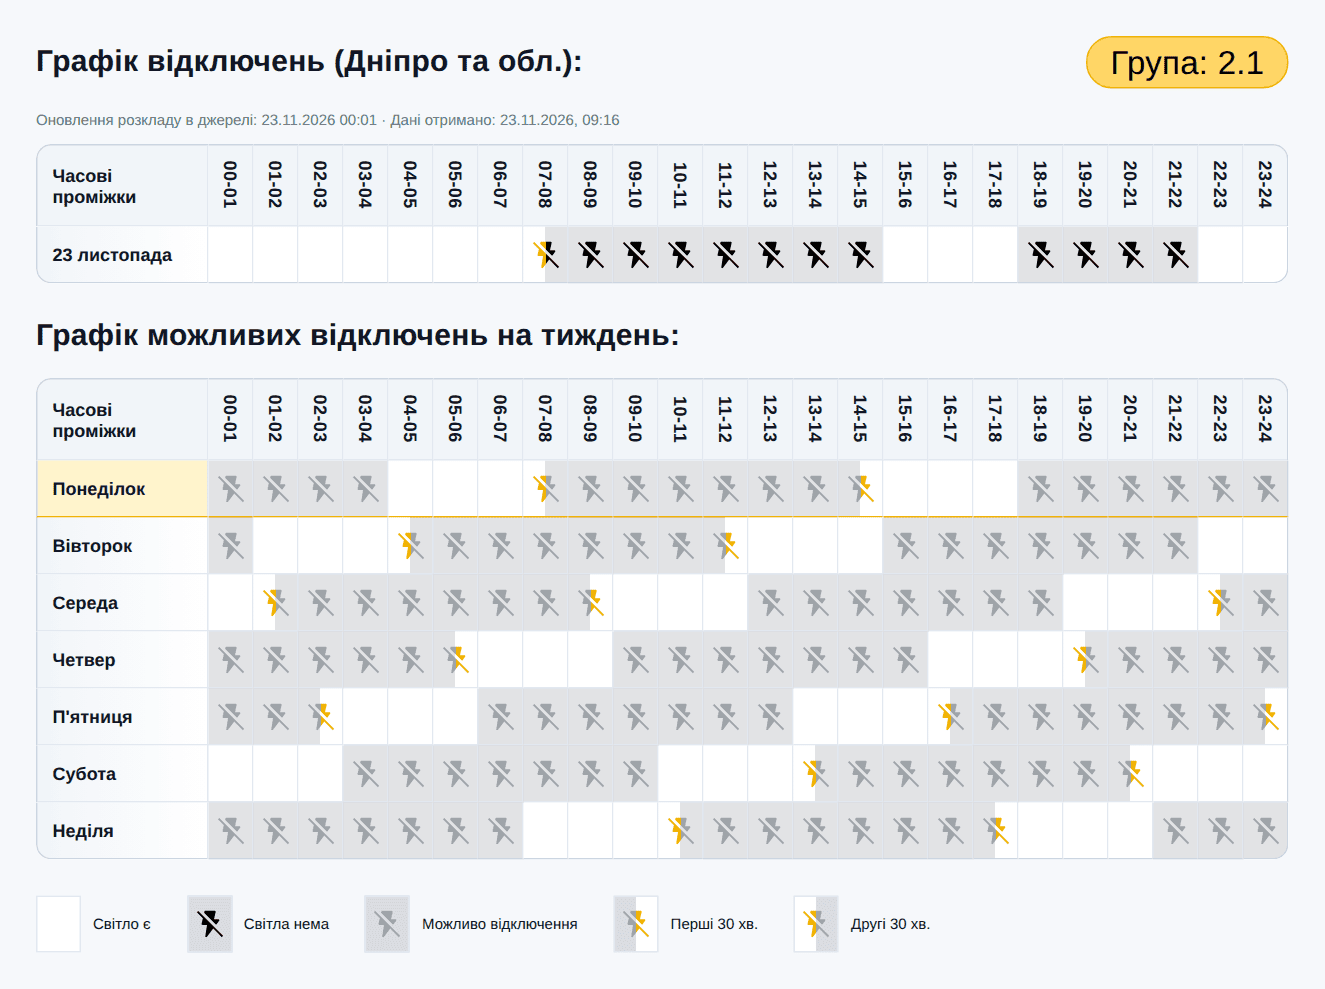 Графік відключень (Дніпро та обл.):
Група: 2.1
Оновлення розкладу в джерелі: 23.11.2026 00:01 · Дані отримано: 23.11.2026, 09:16
Часові проміжки 00-01 01-02 02-03 03-04 04-05 05-06 06-07 07-08 08-09 09-10 10-11 11-12 12-13 13-14 14-15 15-16 16-17 17-18 18-19 19-20 20-21 21-22 22-23 23-24
23 листопада
Графік можливих відключень на тиждень:
Часові проміжки 00-01 01-02 02-03 03-04 04-05 05-06 06-07 07-08 08-09 09-10 10-11 11-12 12-13 13-14 14-15 15-16 16-17 17-18 18-19 19-20 20-21 21-22 22-23 23-24
Понеділок
Вівторок
Середа
Четвер
П'ятниця
Субота
Неділя
Світло є Світла нема Можливо відключення Перші 30 хв. Другі 30 хв.